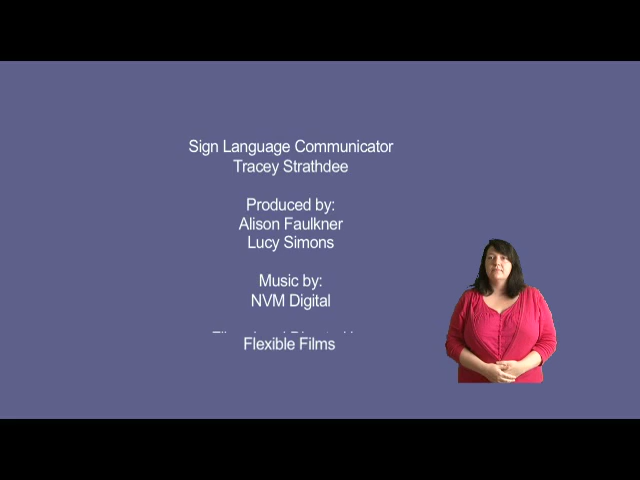 Sign Language Communicator
Tracey Strathdee
Produced by:
Alison Faulkner
Lucy Simons
Music by:
NVM Digital
Flexible Films